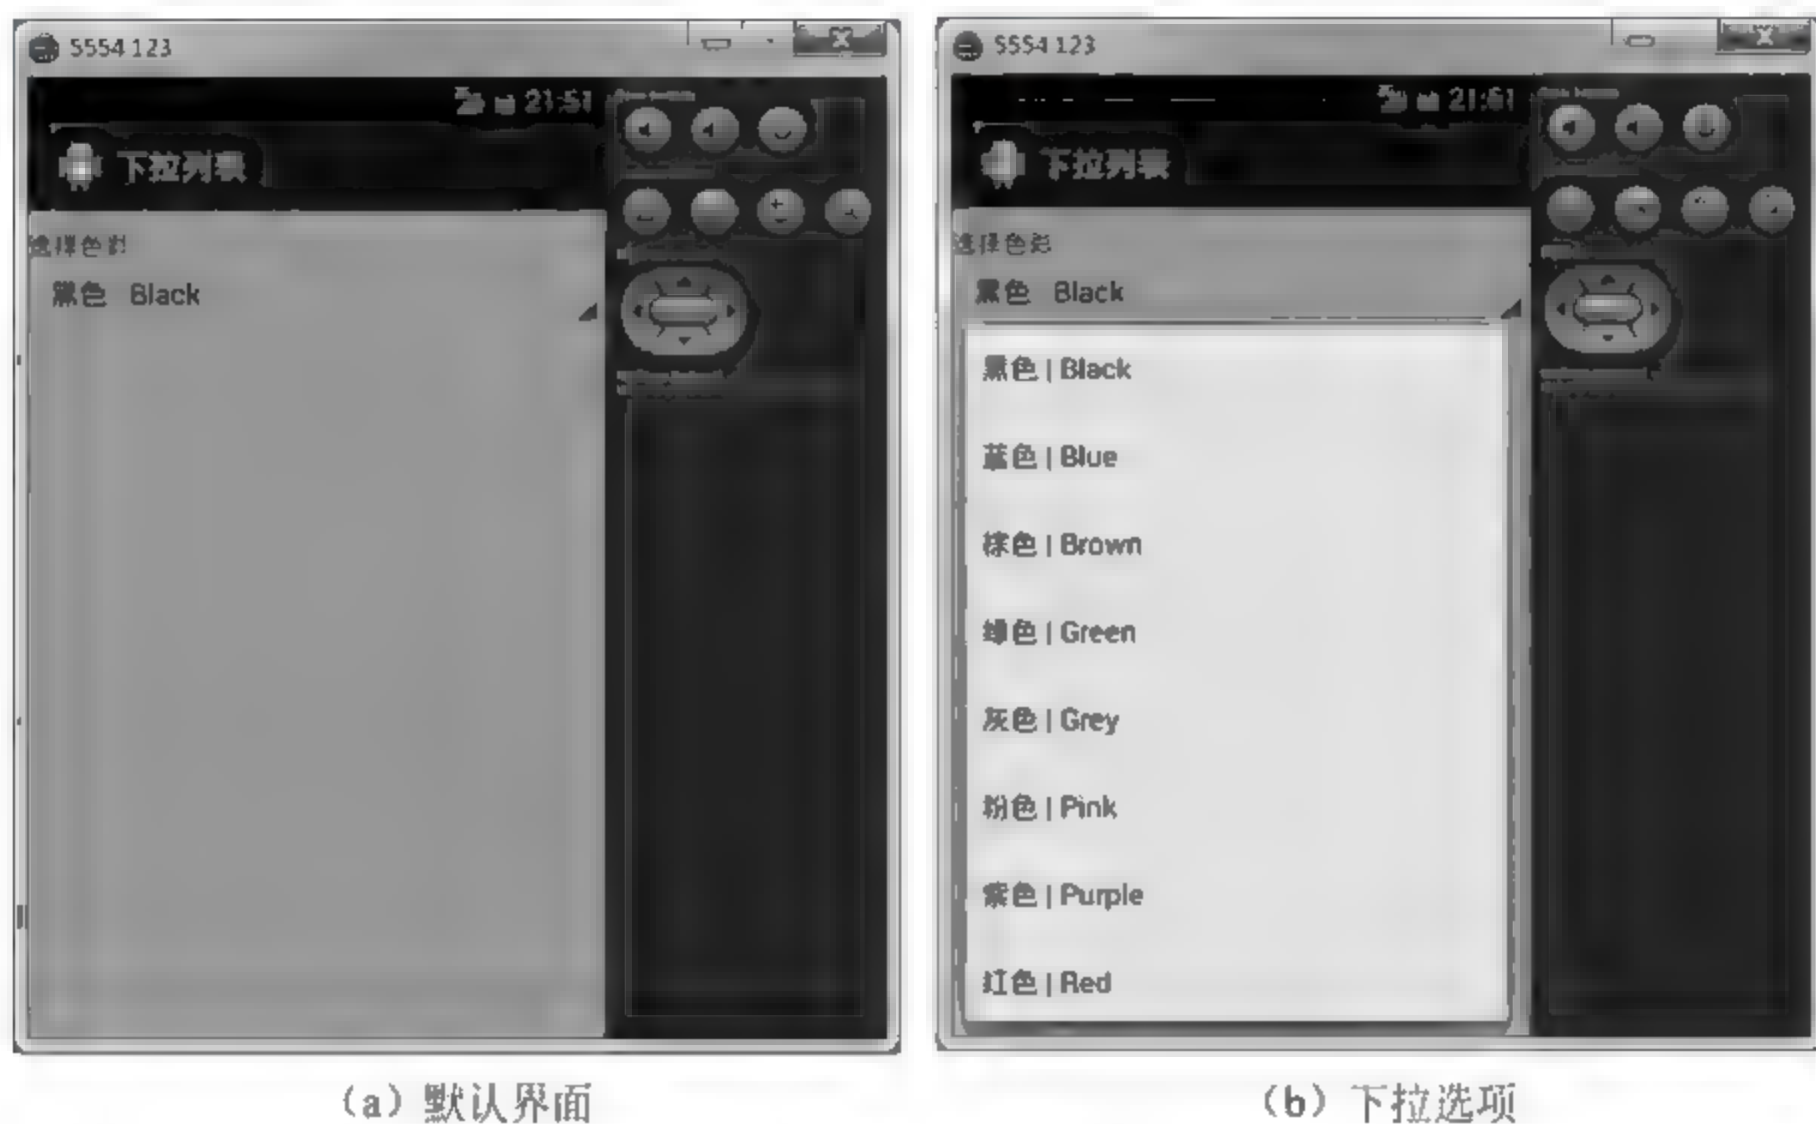 5554 123
21:51
下拉列表
选择色彩
黑色 Black
(a) 默认界面
5554 123
21:51
下拉列表
选择色彩
黑色 Black
黑色 | Black
蓝色 | Blue
棕色 | Brown
绿色 | Green
灰色 | Grey
粉色 | Pink
紫色 | Purple
红色 | Red
(b) 下拉选项